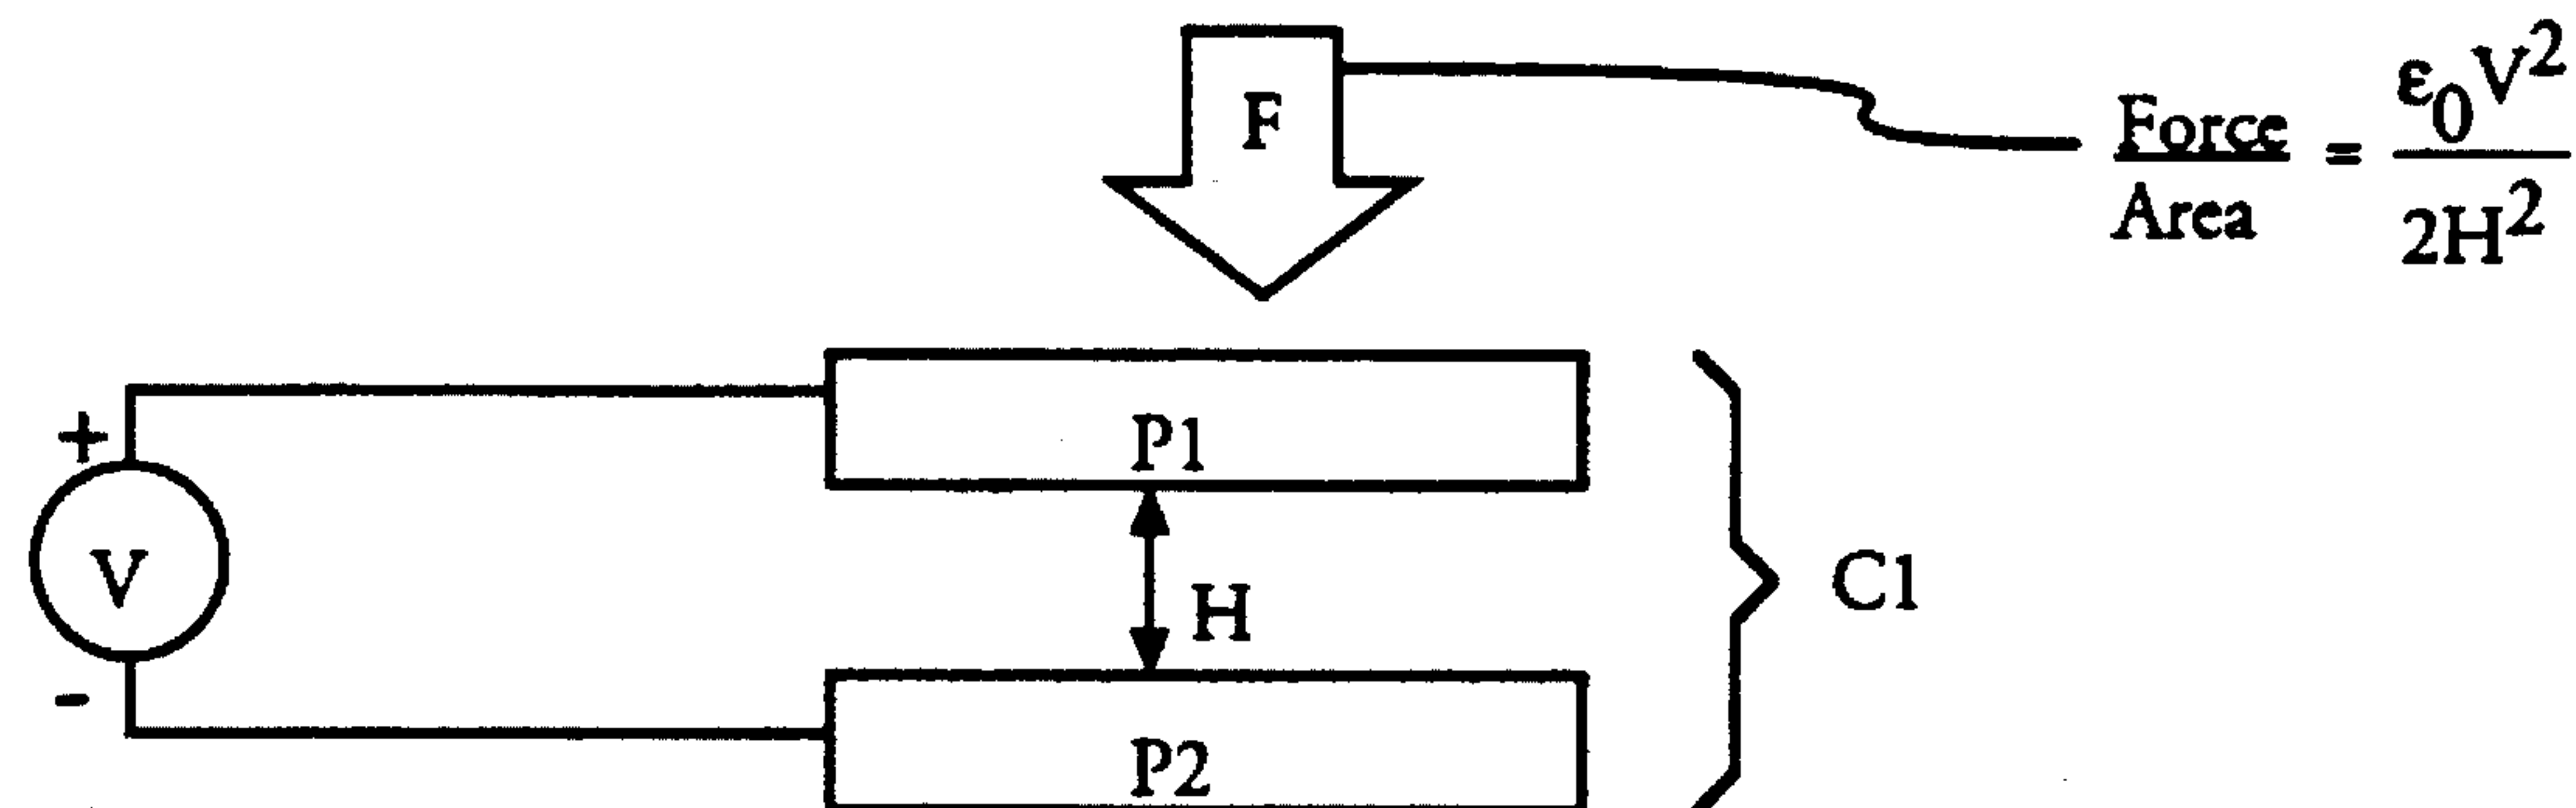 F
Force/Area = ε₀V²/2H²
+
P1
V
H
C1
-
P2